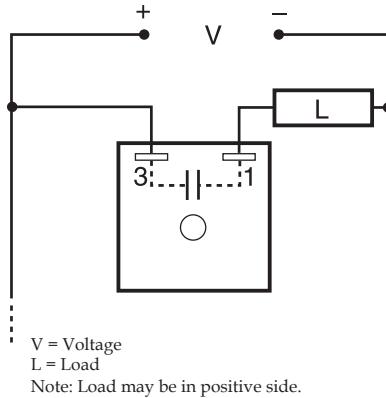 + V −
L
3 1
V = Voltage
L = Load
Note: Load may be in positive side.